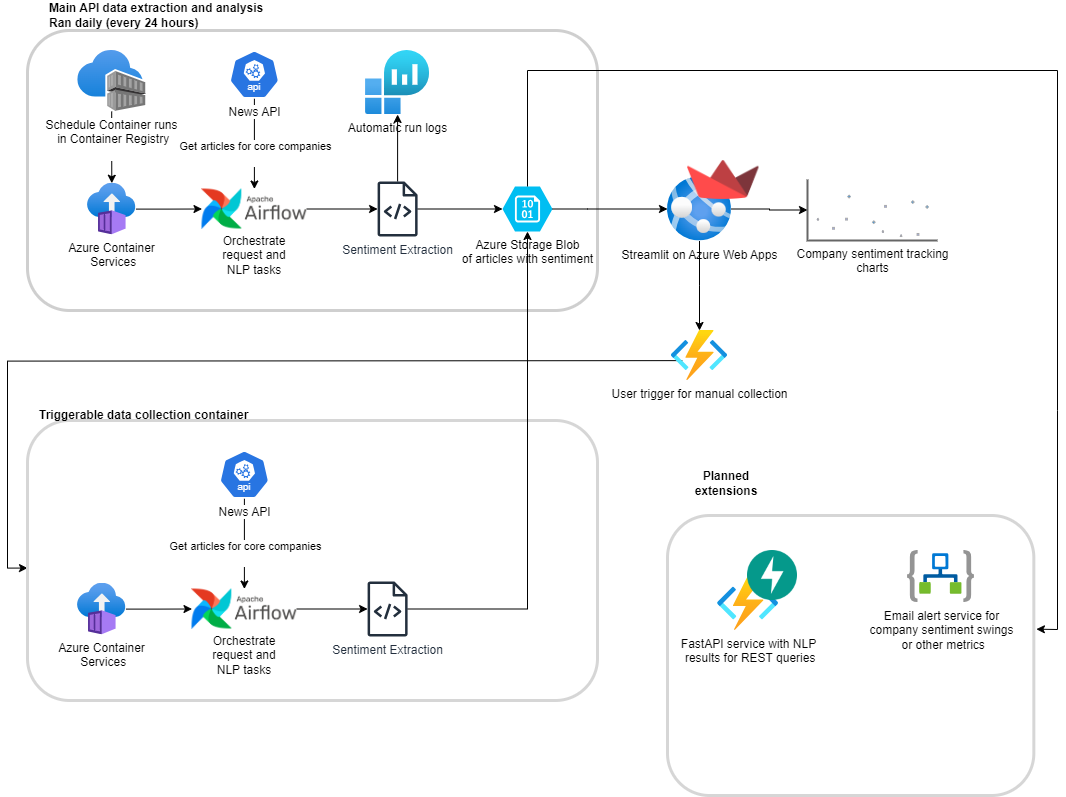 Main API data extraction and analysis
Ran daily (every 24 hours)
Schedule Container runs
in Container Registry
api
News API
Get articles for core companies
Automatic run logs
Azure Container
Services
Apache
Airflow
Orchestrate
request and
NLP tasks
</>
Sentiment Extraction
10
01
Azure Storage Blob
of articles with sentiment
Streamlit on Azure Web Apps
Company sentiment tracking
charts
User trigger for manual collection
Triggerable data collection container
api
News API
Get articles for core companies
Azure Container
Services
Apache
Airflow
Orchestrate
request and
NLP tasks
</>
Sentiment Extraction
Planned
extensions
FastAPI service with NLP
results for REST queries
Email alert service for
company sentiment swings
or other metrics